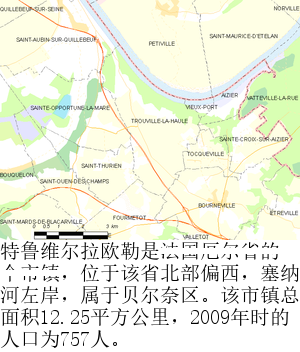 QUILLEBEUF-SUR-SEINE
NORVILLE
SAINT-AUBIN-SUR-QUILLEBEUF
PETIVILLE
SAINT-MAURICE-D'ETELAN
AIZIER
VATTEVILLE-LA-RUE
SAINTE-OPPORTUNE-LA-MARE
VIEUX-PORT
TROUVILLE-LA-HAULE
SAINTE-CROIX-SUR-AIZIER
TOCQUEVILLE
SAINT-THURIEN
BOUQUELON
SAINT-OUEN-DES-CHAMPS
BOURNEVILLE
ETREVILLE
FOURMETOT
SAINT-MARDS-DE-BLACARVILLE
VALLETOT
特鲁维尔拉欧勒是法国厄尔省的
个市镇，位于该省北部偏西，塞纳
河左岸，属于贝尔奈区。该市镇总
面积12.25平方公里，2009年时的
人口为757人。